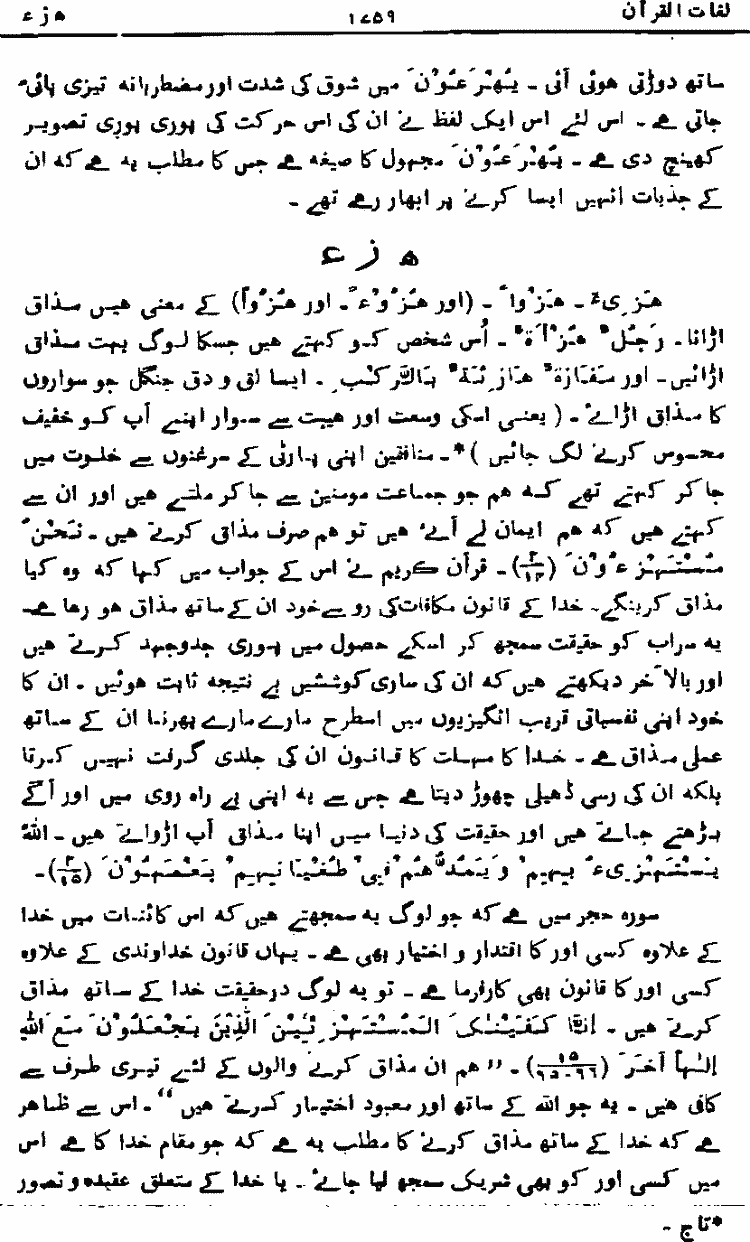 لغات القرآن ۱۷۵۹ ھ ز ء
ساتھ دوڑتی ہوئی آئی ۔ یُھْرَعُوْنَ میں شوق کی شدت اور مضطربانہ تیزی پائی
جاتی ہے ۔ اس لئے اس ایک لفظ نے ان کی اس حرکت کی پوری پوری تصویر
کھینچ دی ہے ۔ یُھْرَعُوْنَ مجہول کا صیغہ ہے جس کا مطلب یہ ہے کہ ان
کے جذبات انہیں ایسا کرنے پر ابھار رہے تھے ۔
ھ ز ء
ھَزِیَ ۔ ھَزْواً ۔ (اور ھُزُوْءٌ ۔ اور ھُزُواً) کے معنی ہیں مذاق
اڑانا ۔ رَجُلٌ ھُزْأَۃٌ ۔ اُس شخص کو کہتے ہیں جسکا لوگ بہت مذاق
اڑائیں ۔ اور مَفَازَۃٌ ھَازِئَۃٌ بِالرَّکْبِ ۔ ایسا لق و دق جنگل جو سواروں
کا مذاق اڑائے ۔ ( یعنی اسکی وسعت اور ہیبت سے سوار اپنے آپ کو خفیف
محسوس کرنے لگ جائیں )* ۔ منافقین اپنی پارٹی کے سرغنوں سے خلوت میں
جا کر کہتے تھے کہ ہم جو جماعت مومنین سے جا کر ملتے ہیں اور ان سے
کہتے ہیں کہ ہم ایمان لے آئے ہیں تو ہم صرف مذاق کرتے ہیں ۔ نَحْنُ
مُسْتَھْزِءُوْنَ (۲/۱۴) ۔ قرآن کریم نے اس کے جواب میں کہا کہ وہ کیا
مذاق کرینگے ۔ خدا کے قانون مکافات کی رو سے خود ان کے ساتھ مذاق ہو رہا ہے ۔
یہ سراب کو حقیقت سمجھ کر اسکے حصول میں پوری جدوجہد کرتے ہیں
اور بالآخر دیکھتے ہیں کہ ان کی ساری کوششیں بے نتیجہ ثابت ہوئیں ۔ ان کا
خود اپنی نفسیاتی فریب انگیزیوں میں اسطرح مارے مارے پھرنا ان کے ساتھ
عملی مذاق ہے ۔ خدا کا مہلت کا قانون ان کی جلدی گرفت نہیں کرتا
بلکہ ان کی رسی ڈھیلی چھوڑ دیتا ہے جس سے یہ اپنی بے راہ روی میں اور آگے
بڑھتے جاتے ہیں اور حقیقت کی دنیا میں اپنا مذاق آپ اڑواتے ہیں ۔ اللّٰہُ
یَسْتَھْزِیءُ بِھِمْ وَیَمُدُّھُمْ فِیْ طُغْیَانِھِمْ یَعْمَھُوْنَ (۲/۱۵) ۔
سورہ حجر میں ہے کہ جو لوگ یہ سمجھتے ہیں کہ اس کائنات میں خدا
کے علاوہ کسی اور کا اقتدار و اختیار بھی ہے ۔ یہاں قانون خداوندی کے علاوہ
کسی اور کا قانون بھی کارفرما ہے ۔ تو یہ لوگ درحقیقت خدا کے ساتھ مذاق
کرتے ہیں ۔ اِنَّا کَفَیْنٰکَ الْمُسْتَھْزِئِیْنَ الَّذِیْنَ یَجْعَلُوْنَ مَعَ اللّٰہِ
اِلٰھاً آخَرَ (۱۵/۹۵-۹۶) ۔ ”ہم ان مذاق کرنے والوں کے لئے تیری طرف سے
کافی ہیں ۔ یہ جو اللہ کے ساتھ اور معبود اختیار کرتے ہیں“ ۔ اس سے ظاہر
ہے کہ خدا کے ساتھ مذاق کرنے کا مطلب یہ ہے کہ جو مقام خدا کا ہے اس
میں کسی اور کو بھی شریک سمجھ لیا جائے ۔ یا خدا کے متعلق عقیدہ و تصور
*تاج ۔